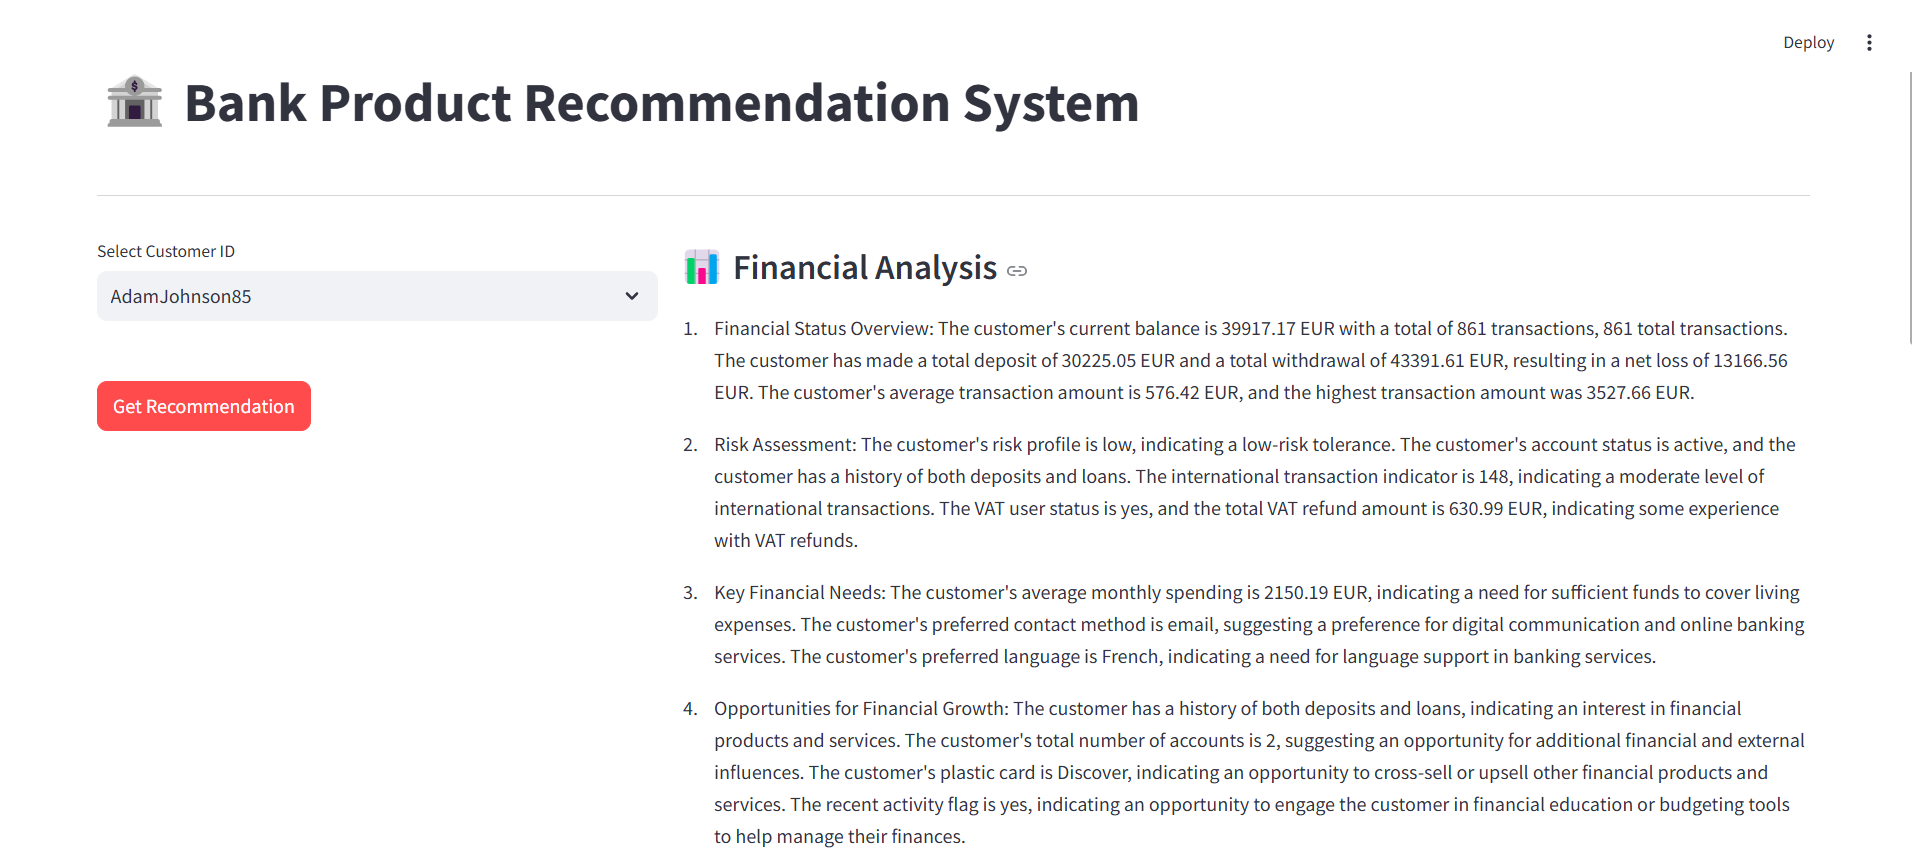 Deploy
Bank Product Recommendation System
Select Customer ID
AdamJohnson85
Get Recommendation
Financial Analysis
1. Financial Status Overview: The customer's current balance is 39917.17 EUR with a total of 861 transactions, 861 total transactions.
The customer has made a total deposit of 30225.05 EUR and a total withdrawal of 43391.61 EUR, resulting in a net loss of 13166.56
EUR. The customer's average transaction amount is 576.42 EUR, and the highest transaction amount was 3527.66 EUR.
2. Risk Assessment: The customer's risk profile is low, indicating a low-risk tolerance. The customer's account status is active, and the
customer has a history of both deposits and loans. The international transaction indicator is 148, indicating a moderate level of
international transactions. The VAT user status is yes, and the total VAT refund amount is 630.99 EUR, indicating some experience
with VAT refunds.
3. Key Financial Needs: The customer's average monthly spending is 2150.19 EUR, indicating a need for sufficient funds to cover living
expenses. The customer's preferred contact method is email, suggesting a preference for digital communication and online banking
services. The customer's preferred language is French, indicating a need for language support in banking services.
4. Opportunities for Financial Growth: The customer has a history of both deposits and loans, indicating an interest in financial
products and services. The customer's total number of accounts is 2, suggesting an opportunity for additional financial and external
influences. The customer's plastic card is Discover, indicating an opportunity to cross-sell or upsell other financial products and
services. The recent activity flag is yes, indicating an opportunity to engage the customer in financial education or budgeting tools
to help manage their finances.